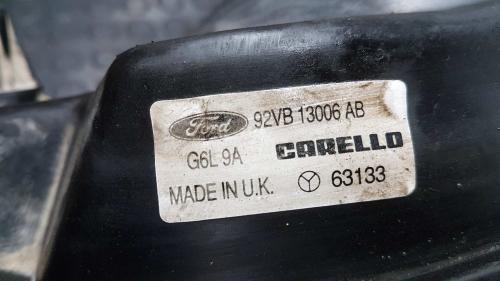 Ford 92VB 13006 AB
G6L 9A CARELLO
MADE IN U.K. 63133